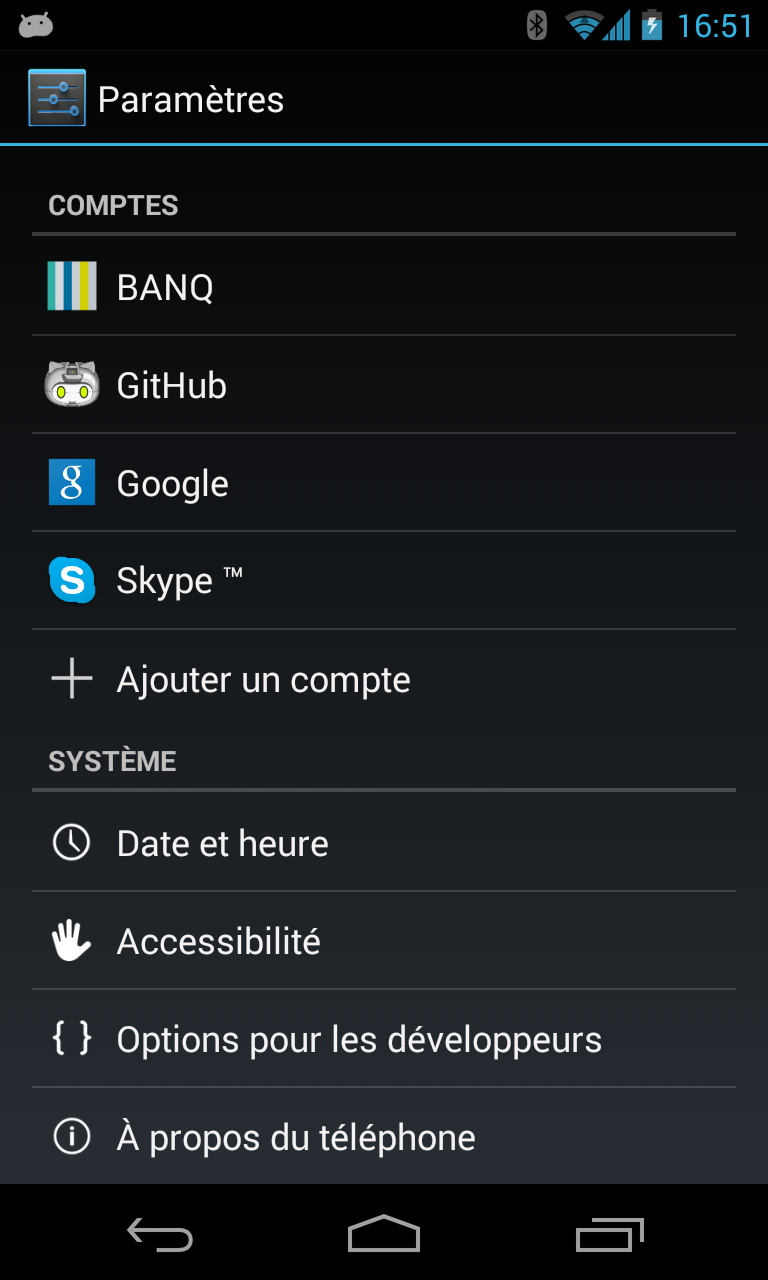 16:51
Paramètres
COMPTES
BANQ
GitHub
Google
Skype ™
Ajouter un compte
SYSTÈME
Date et heure
Accessibilité
Options pour les développeurs
À propos du téléphone